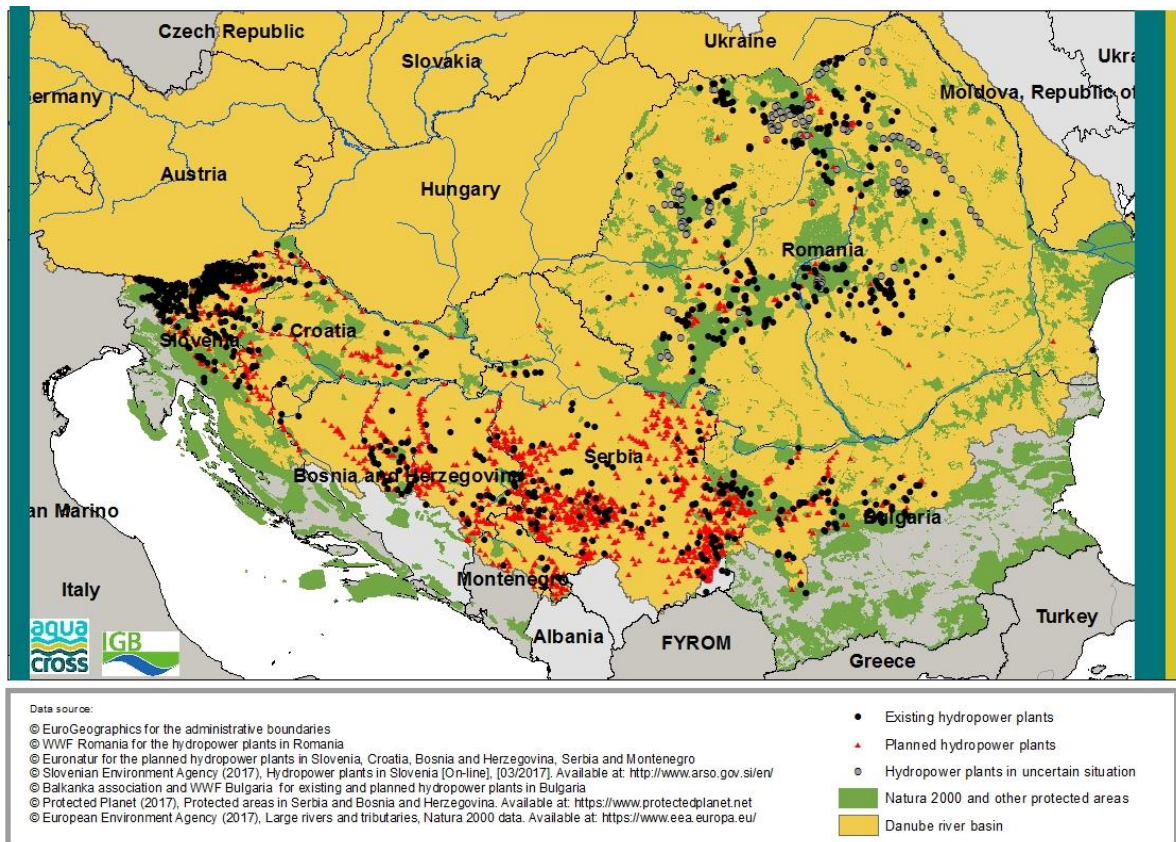 Czech Republic
Ukraine
Slovakia
Ukra
Germany
Moldova, Republic of
Austria
Hungary
Romania
Croatia
Slovenia
Serbia
Bosnia and Herzegovina
an Marino
Bulgaria
Montenegro
Italy
Turkey
Albania
FYROM
Greece
aqua
cross
IGB
Data source:
© EuroGeographics for the administrative boundaries
© WWF Romania for the hydropower plants in Romania
© Euronatur for the planned hydropower plants in Slovenia, Croatia, Bosnia and Herzegovina, Serbia and Montenegro
© Slovenian Environment Agency (2017), Hydropower plants in Slovenia [On-line], [03/2017]. Available at: http://www.arso.gov.si/en/
© Balkanka association and WWF Bulgaria for existing and planned hydropower plants in Bulgaria
© Protected Planet (2017), Protected areas in Serbia and Bosnia and Herzegovina. Available at: https://www.protectedplanet.net
© European Environment Agency (2017), Large rivers and tributaries, Natura 2000 data. Available at: https://www.eea.europa.eu/
Existing hydropower plants
Planned hydropower plants
Hydropower plants in uncertain situation
Natura 2000 and other protected areas
Danube river basin